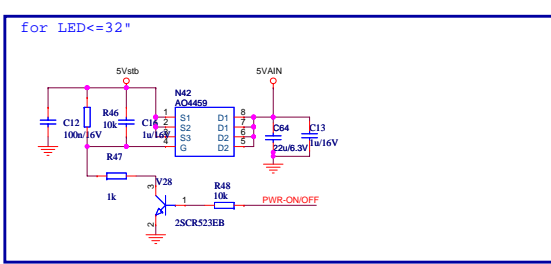 for LED<=32"
5Vstb
5VAIN
N42
AO4459
1 S1 D1 8
2 S2 D1 7
3 S3 D2 6
4 G D2 5
C12
100n/16V
R46
10k
C16
1u/16V
C64
22u/6.3V
C13
1u/16V
R47
1k
3
V28
1
2
2SCR523EB
R48
10k
PWR-ON/OFF